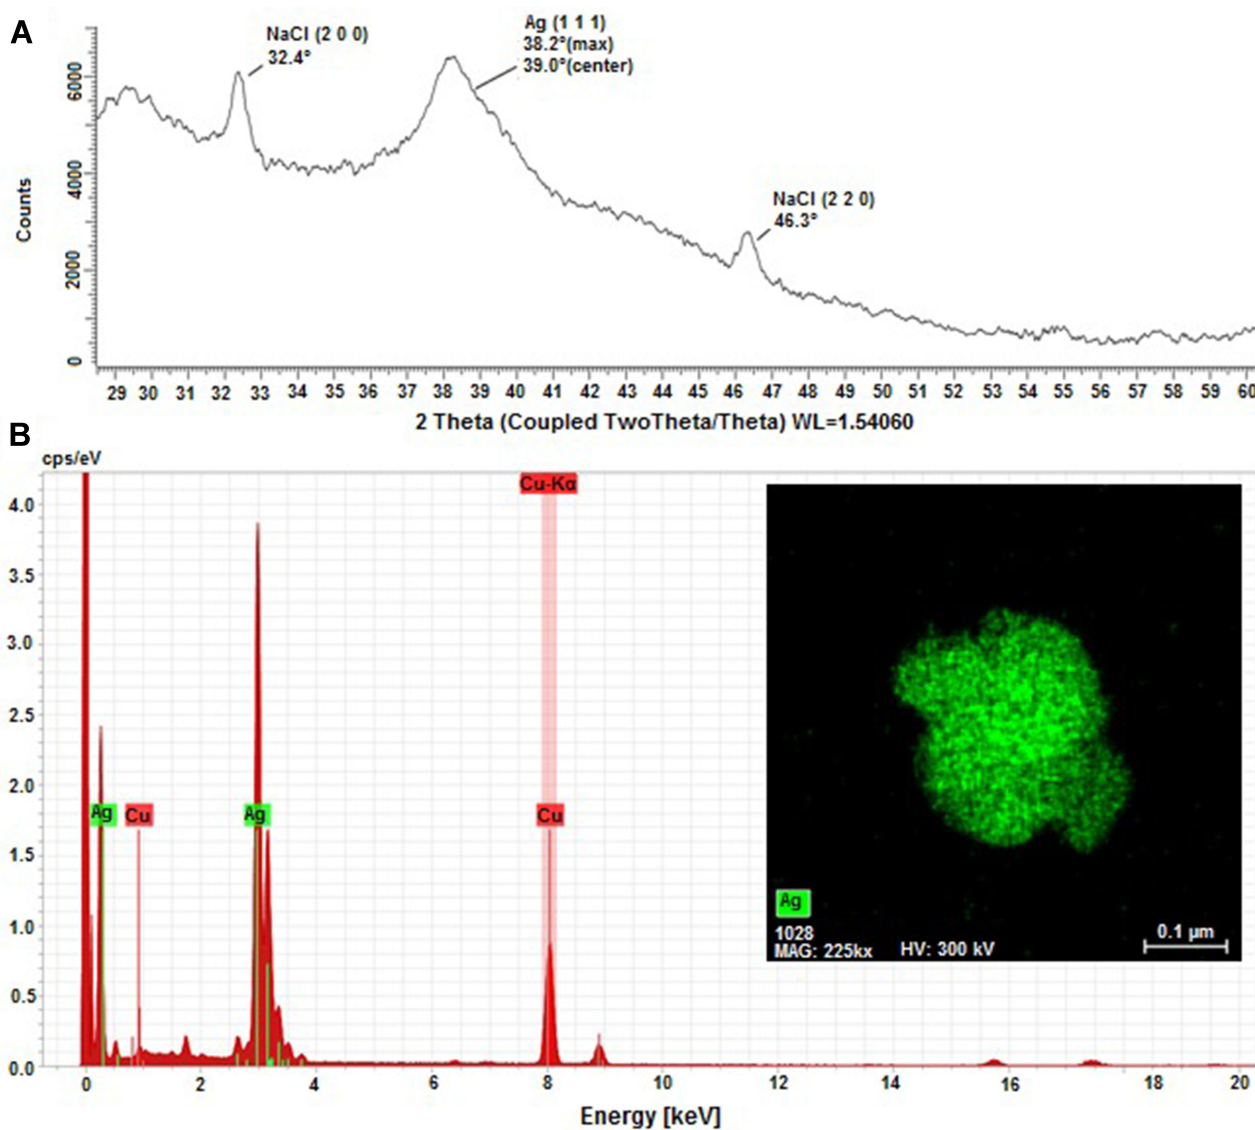 A
NaCl (2 0 0)
32.4°
Ag (1 1 1)
38.2°(max)
39.0°(center)
NaCl (2 2 0)
46.3°
Counts
6000
4000
2000
0
29 30 31 32 33 34 35 36 37 38 39 40 41 42 43 44 45 46 47 48 49 50 51 52 53 54 55 56 57 58 59 60
2 Theta (Coupled TwoTheta/Theta) WL=1.54060
B
cps/eV
Cu-Kα
4.0
3.5
3.0
2.5
2.0
1.5
1.0
0.5
0.0
Ag Cu Ag Cu
Ag
1028
MAG: 225kx HV: 300 kV
0.1 µm
0 2 4 6 8 10 12 14 16 18 20
Energy [keV]